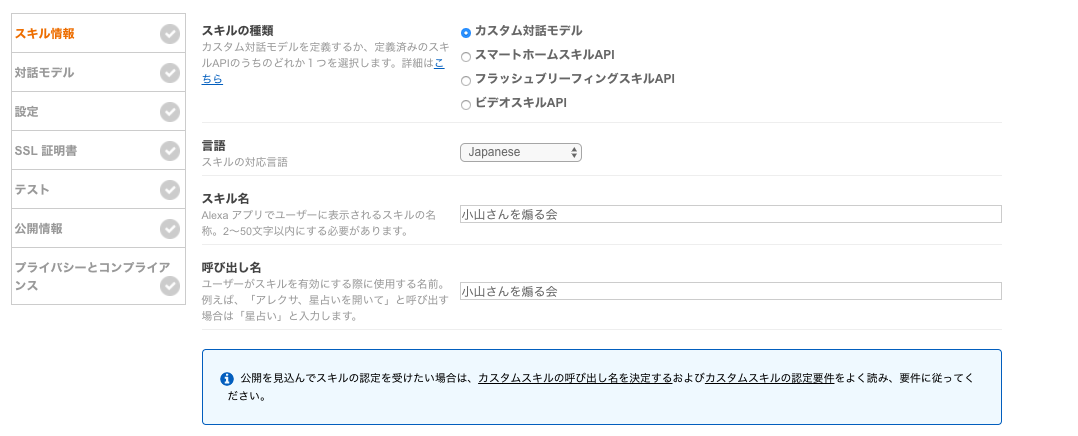 スキル情報
対話モデル
設定
SSL 証明書
テスト
公開情報
プライバシーとコンプライア
ンス
スキルの種類
カスタム対話モデルを定義するか、定義済みのスキ
ルAPIのうちのどれか１つを選択します。詳細はこ
ちら
カスタム対話モデル
スマートホームスキルAPI
フラッシュブリーフィングスキルAPI
ビデオスキルAPI
言語
スキルの対応言語
Japanese
スキル名
Alexa アプリでユーザーに表示されるスキルの名
称。2〜50文字以内にする必要があります。
小山さんを煽る会
呼び出し名
ユーザーがスキルを有効にする際に使用する名前。
例えば、「アレクサ、星占いを開いて」と呼び出す
場合は「星占い」と入力します。
小山さんを煽る会
公開を見込んでスキルの認定を受けたい場合は、カスタムスキルの呼び出し名を決定するおよびカスタムスキルの認定要件をよく読み、要件に従ってく
ださい。